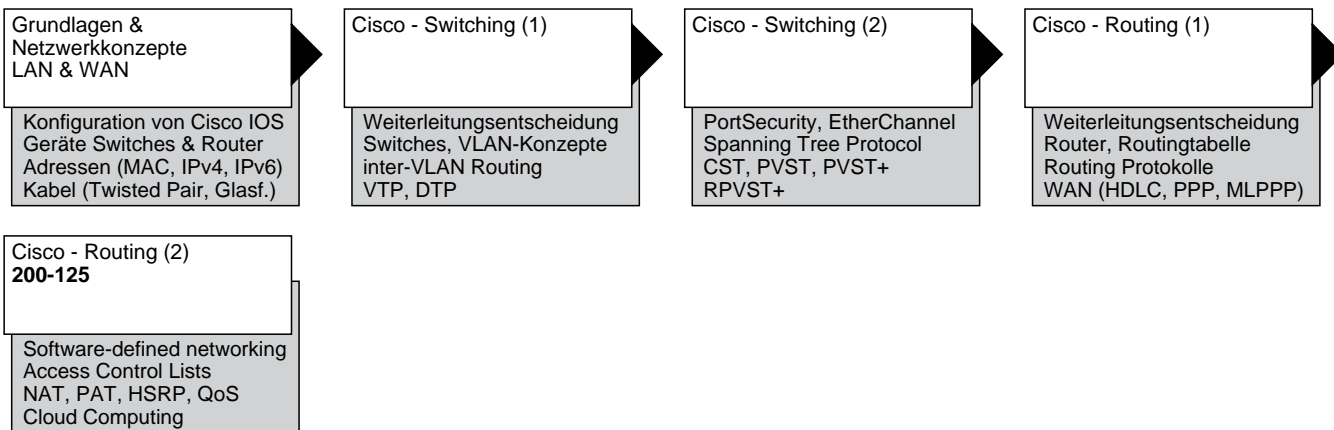 Grundlagen &
Netzwerkkonzepte
LAN & WAN
Konfiguration von Cisco IOS
Geräte Switches & Router
Adressen (MAC, IPv4, IPv6)
Kabel (Twisted Pair, Glasf.)
Cisco - Switching (1)
Weiterleitungsentscheidung
Switches, VLAN-Konzepte
inter-VLAN Routing
VTP, DTP
Cisco - Switching (2)
PortSecurity, EtherChannel
Spanning Tree Protocol
CST, PVST, PVST+
RPVST+
Cisco - Routing (1)
Weiterleitungsentscheidung
Router, Routingtabelle
Routing Protokolle
WAN (HDLC, PPP, MLPPP)
Cisco - Routing (2)
200-125
Software-defined networking
Access Control Lists
NAT, PAT, HSRP, QoS
Cloud Computing